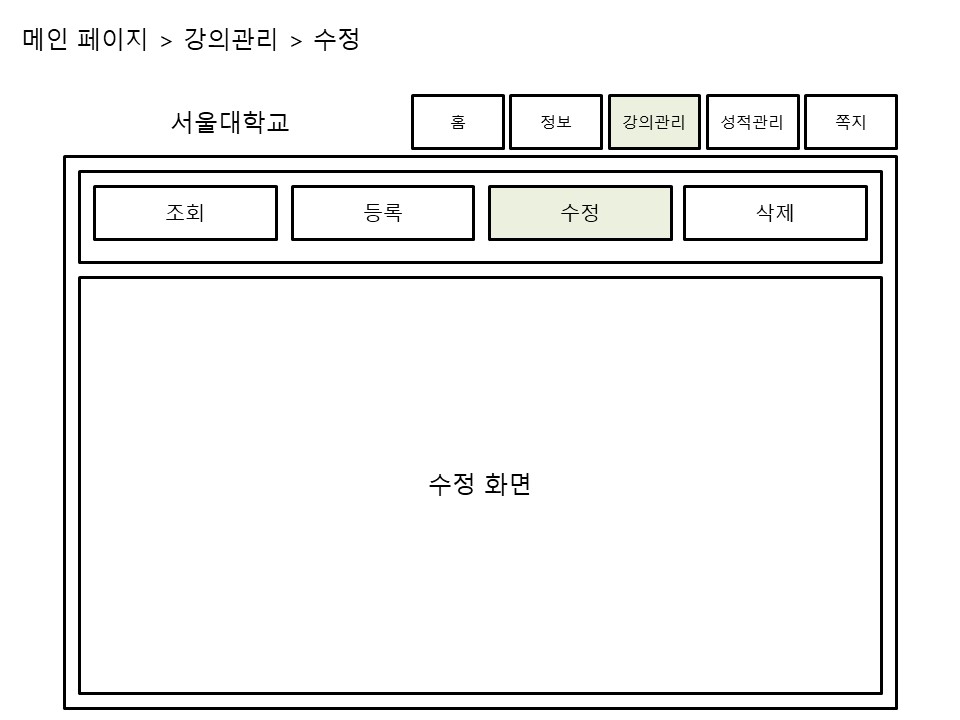 메인 페이지 > 강의관리 > 수정
서울대학교
홈
정보
강의관리
성적관리
쪽지
조회
등록
수정
삭제
수정 화면